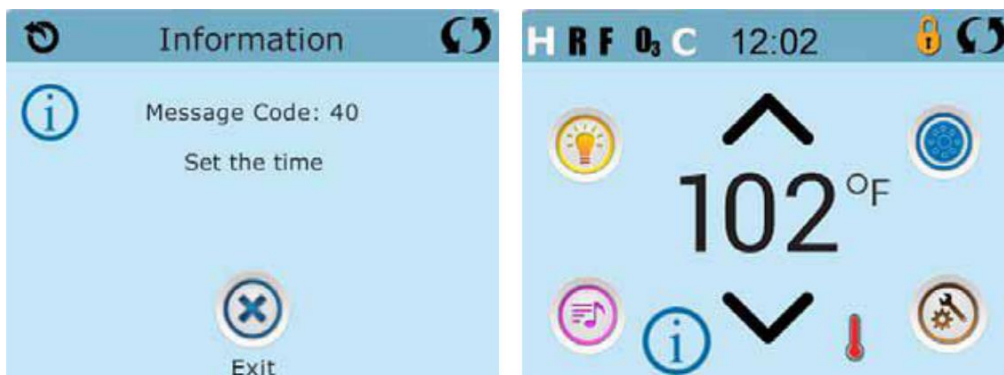 Information
Message Code: 40
Set the time
Exit
H R F O₃ C 12:02
102 °F